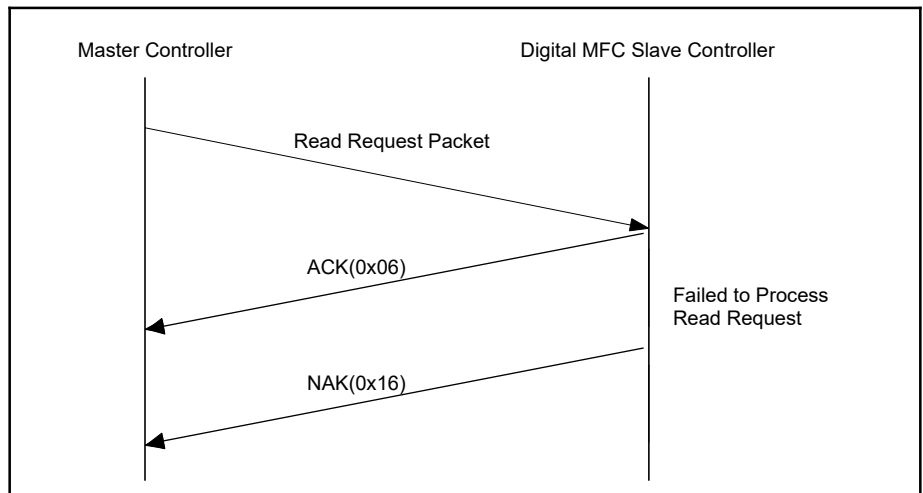 Master Controller
Digital MFC Slave Controller
Read Request Packet
ACK(0x06)
Failed to Process
Read Request
NAK(0x16)